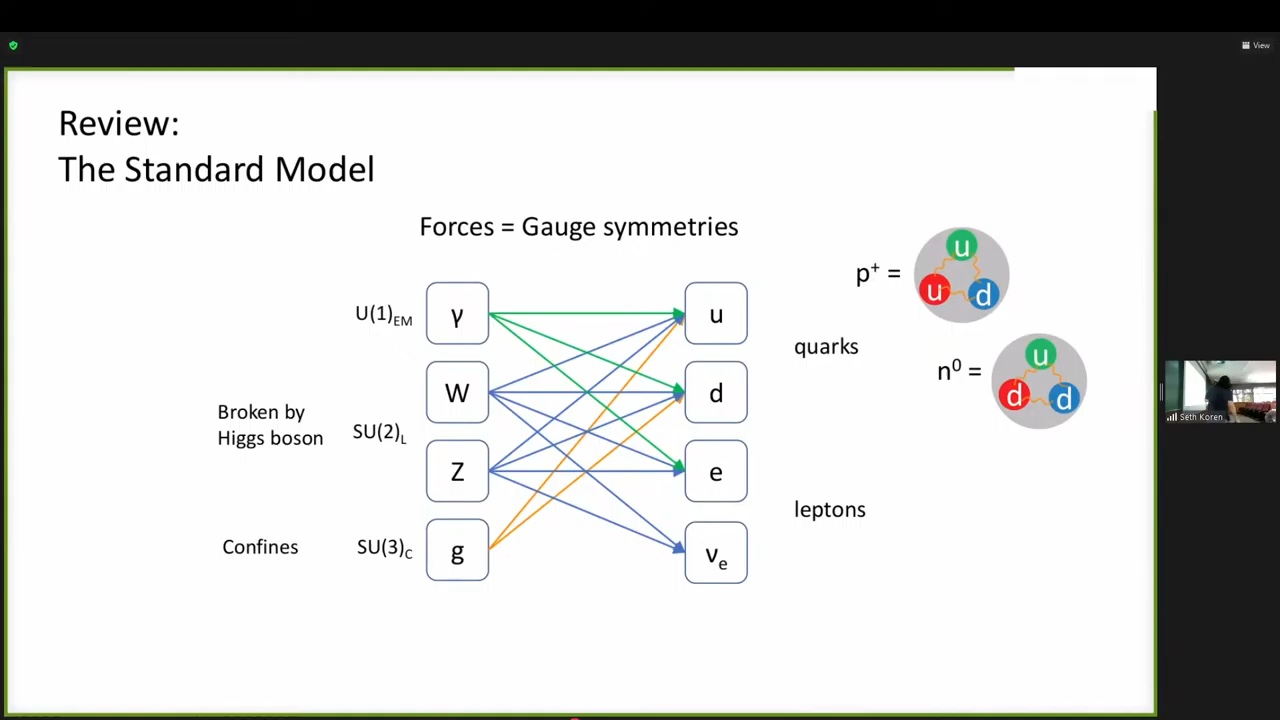 View
Review:
The Standard Model
Forces = Gauge symmetries
U(1)EM
γ
u
W
d
Broken by
Higgs boson
SU(2)L
Z
e
Confines
SU(3)C
g
νe
quarks
leptons
p⁺ =
u
u
d
n⁰ =
u
d
d
Seth Koren